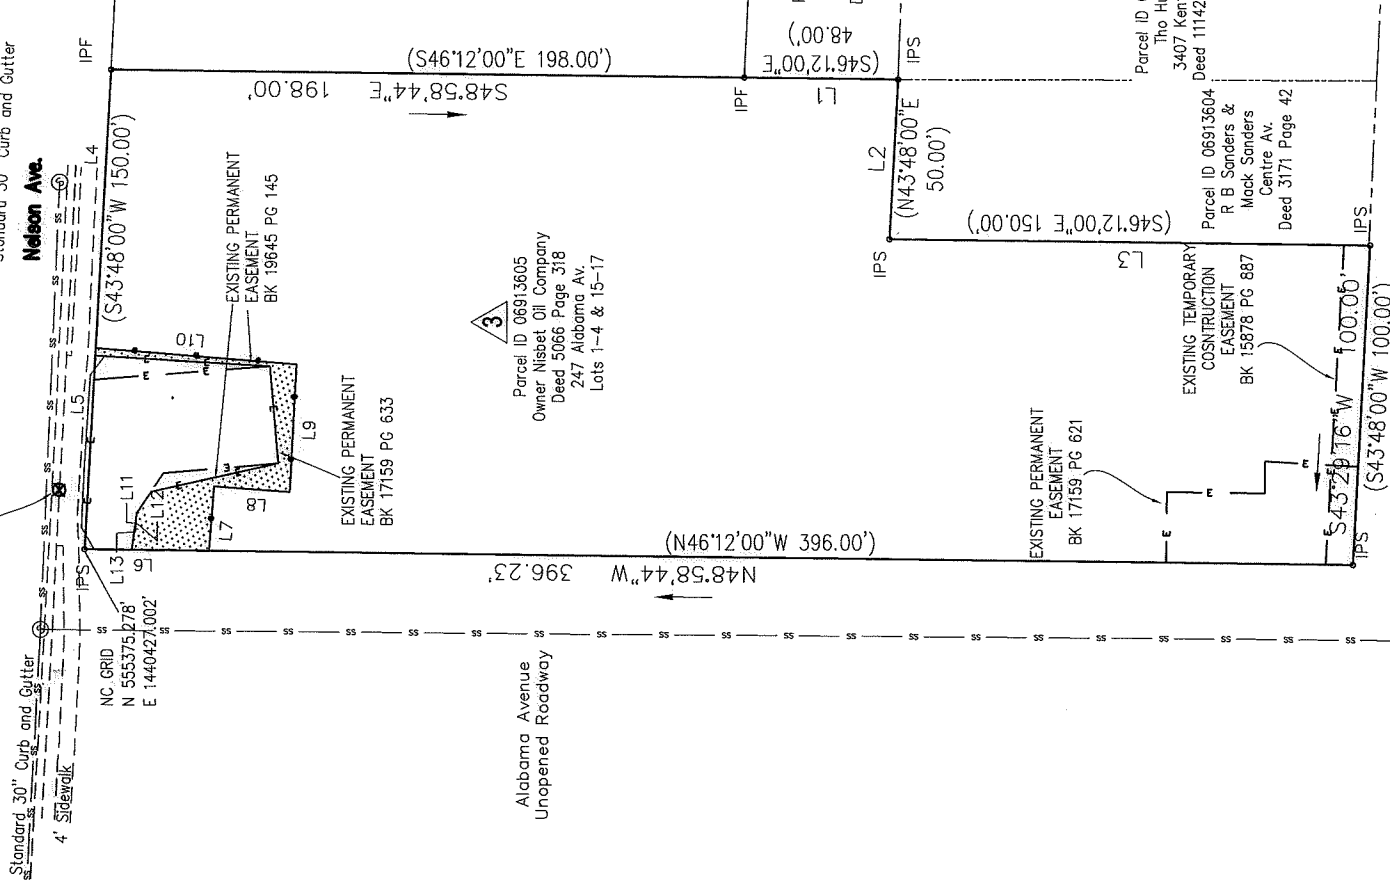 Standard 30" Curb and Gutter
Nelson Ave.
IPF
(S46°12'00"E 198.00')
S48°58'44"E 198.00'
IPF
(S46°12'00"E
48.00')
L1
IPS
Parcel ID
Tho Hu
3407 Kent
Deed 11142
L4
(S43°48'00"W 150.00')
L2
(N43°48'00"E
50.00')
IPS
(S46°12'00"E 150.00')
L3
Parcel ID 06913604
R B Sanders &
Mack Sanders
Centre Av.
Deed 3171 Page 42
IPS
EXISTING PERMANENT
EASEMENT
BK 19645 PG 145
L10
3
Parcel ID 06913605
Owner Nisbet Oil Company
Deed 5066 Page 318
247 Alabama Av.
Lots 1-4 & 15-17
EXISTING TEMPORARY
COSNTRUCTION
EASEMENT
BK 15878 PG 887
L5
L9
L8
L7
L11
L12
L13
L6
EXISTING PERMANENT
EASEMENT
BK 17159 PG 633
EXISTING PERMANENT
EASEMENT
BK 17159 PG 621
S43°29'16"W 100.00'
(S43°48'00"W 100.00')
IPS
(N46°12'00"W 396.00')
N48°58'44"W 396.23'
IPS
NC GRID
N 555375.278'
E 1440427.002'
Standard 30" Curb and Gutter
4' Sidewalk
Alabama Avenue
Unopened Roadway